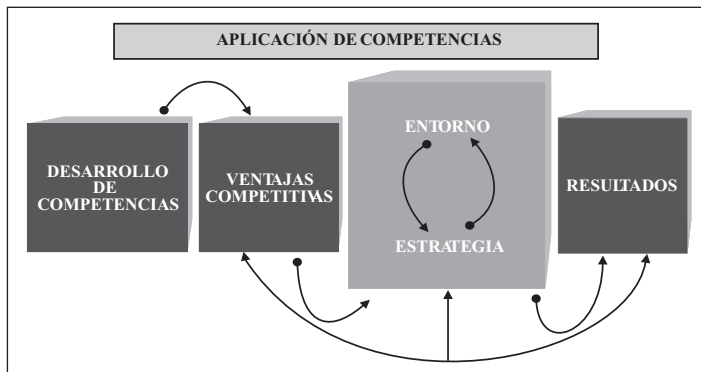 APLICACIÓN DE COMPETENCIAS
DESARROLLO
DE
COMPETENCIAS
VENTAJAS
COMPETITIVAS
ENTORNO
ESTRATEGIA
RESULTADOS